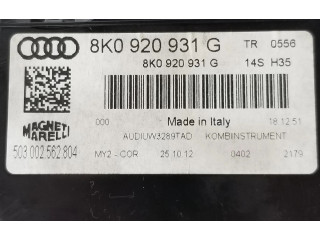 8K0 920 931 G TR 0556
8K0 920 931 G 14S H35
000 Made in Italy 18.12.51
MAGNETI
MARELLI
AUDIUW3289TAD KOMBIINSTRUMENT
503.002.562.804
MY2-COR 25.10.12 0402 2179